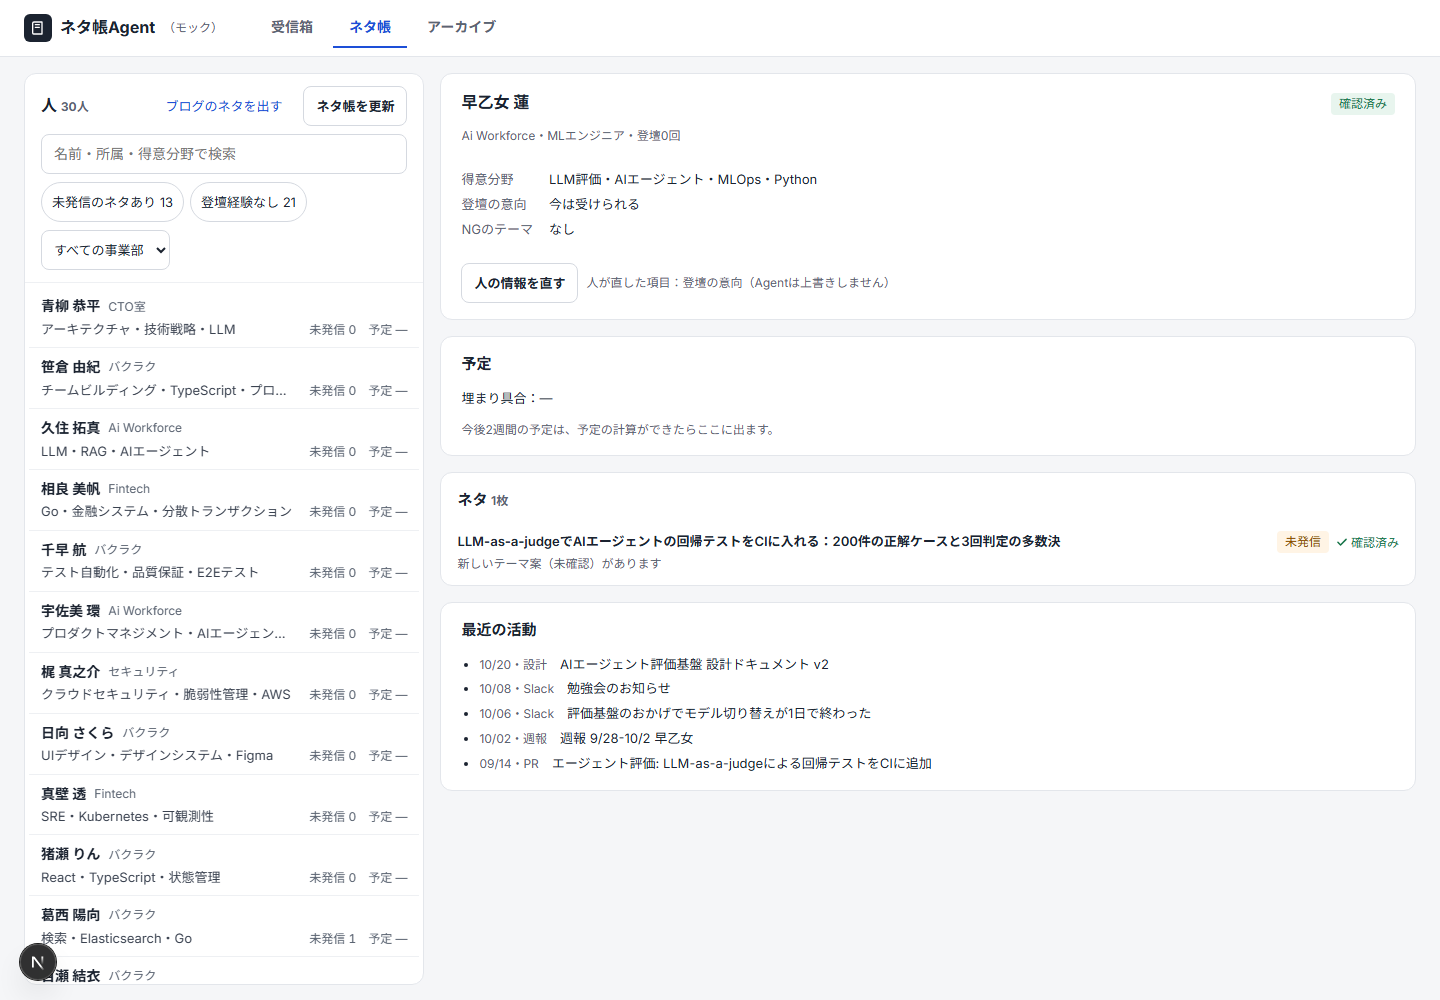 ネタ帳Agent （モック） 受信箱 ネタ帳 アーカイブ
人 30人 ブログのネタを出す ネタ帳を更新
名前・所属・得意分野で検索
未発信のネタあり 13 登壇経験なし 21
すべての事業部
青柳 恭平 CTO室
アーキテクチャ・技術戦略・LLM 未発信 0 予定 —
笹倉 由紀 バクラク
チームビルディング・TypeScript・プロ... 未発信 0 予定 —
久住 拓真 Ai Workforce
LLM・RAG・AIエージェント 未発信 0 予定 —
相良 美帆 Fintech
Go・金融システム・分散トランザクション 未発信 0 予定 —
千早 航 バクラク
テスト自動化・品質保証・E2Eテスト 未発信 0 予定 —
宇佐美 環 Ai Workforce
プロダクトマネジメント・AIエージェン... 未発信 0 予定 —
梶 真之介 セキュリティ
クラウドセキュリティ・脆弱性管理・AWS 未発信 0 予定 —
日向 さくら バクラク
UIデザイン・デザインシステム・Figma 未発信 0 予定 —
真壁 透 Fintech
SRE・Kubernetes・可観測性 未発信 0 予定 —
猪瀬 りん バクラク
React・TypeScript・状態管理 未発信 0 予定 —
葛西 陽向 バクラク
検索・Elasticsearch・Go 未発信 1 予定 —
瀬 結衣 バクラク
N
早乙女 蓮 確認済み
Ai Workforce・MLエンジニア・登壇0回
得意分野 LLM評価・AIエージェント・MLOps・Python
登壇の意向 今は受けられる
NGのテーマ なし
人の情報を直す 人が直した項目：登壇の意向（Agentは上書きしません）
予定
埋まり具合：—
今後2週間の予定は、予定の計算ができたらここに出ます。
ネタ 1枚
LLM-as-a-judgeでAIエージェントの回帰テストをCIに入れる：200件の正解ケースと3回判定の多数決 未発信 確認済み
新しいテーマ案（未確認）があります
最近の活動
10/20・設計 AIエージェント評価基盤 設計ドキュメント v2
10/08・Slack 勉強会のお知らせ
10/06・Slack 評価基盤のおかげでモデル切り替えが1日で終わった
10/02・週報 週報 9/28-10/2 早乙女
09/14・PR エージェント評価: LLM-as-a-judgeによる回帰テストをCIに追加